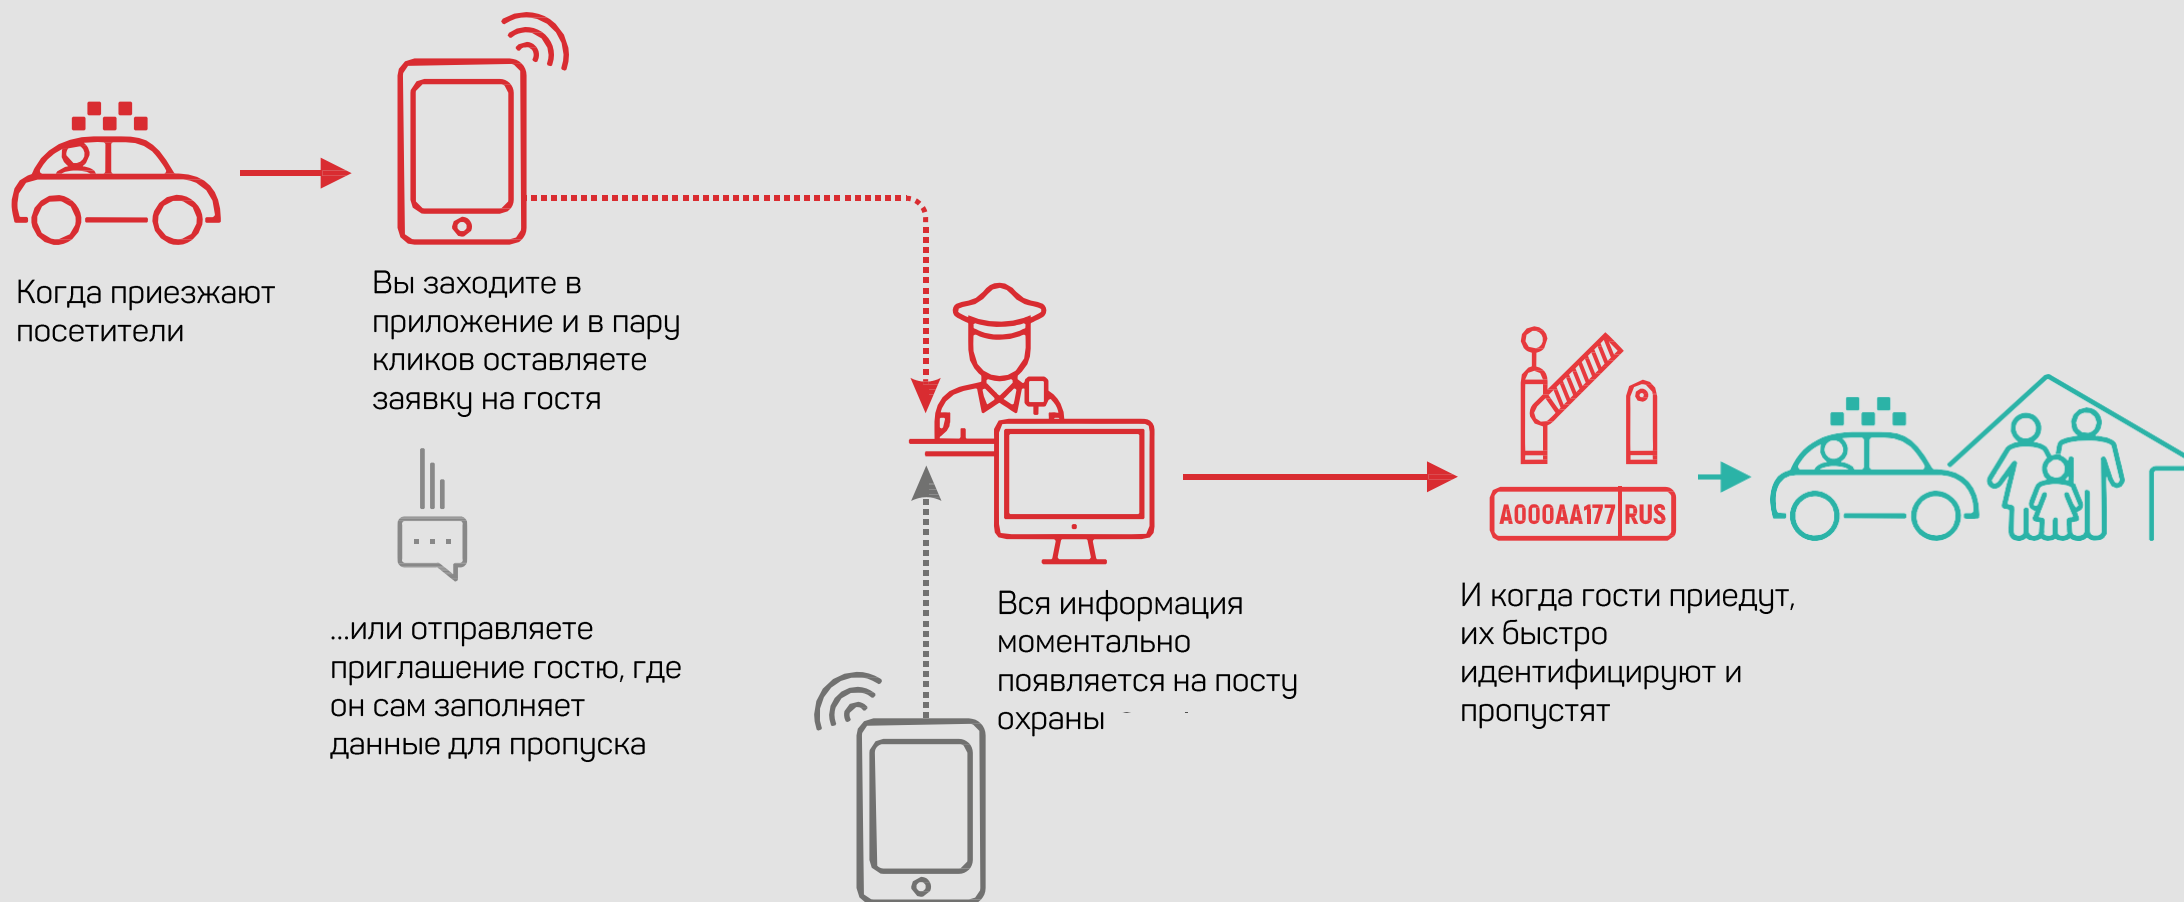 Когда приезжают
посетители
Вы заходите в
приложение и в пару
кликов оставляете
заявку на гостя
...или отправляете
приглашение гостю, где
он сам заполняет
данные для пропуска
Вся информация
моментально
появляется на посту
охраны
A000AA177 RUS
И когда гости приедут,
их быстро
идентифицируют и
пропустят